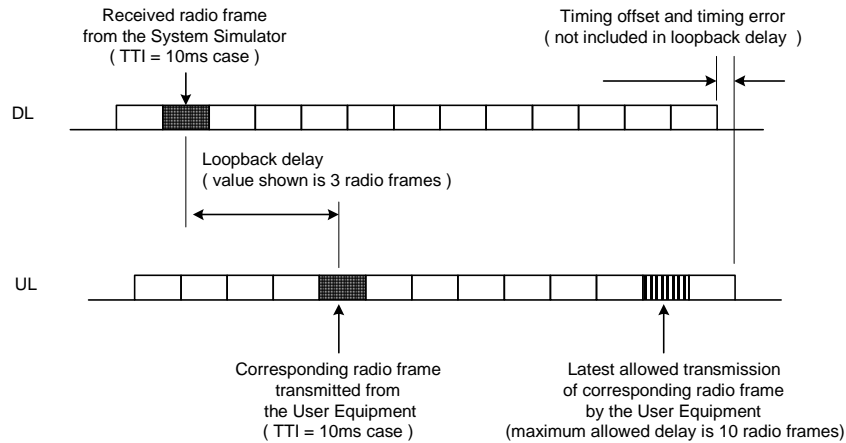 Received radio frame
from the System Simulator
( TTI = 10ms case )
Timing offset and timing error
( not included in loopback delay )
DL
Loopback delay
( value shown is 3 radio frames )
UL
Corresponding radio frame
transmitted from
the User Equipment
( TTI = 10ms case )
Latest allowed transmission
of corresponding radio frame
by the User Equipment
(maximum allowed delay is 10 radio frames)